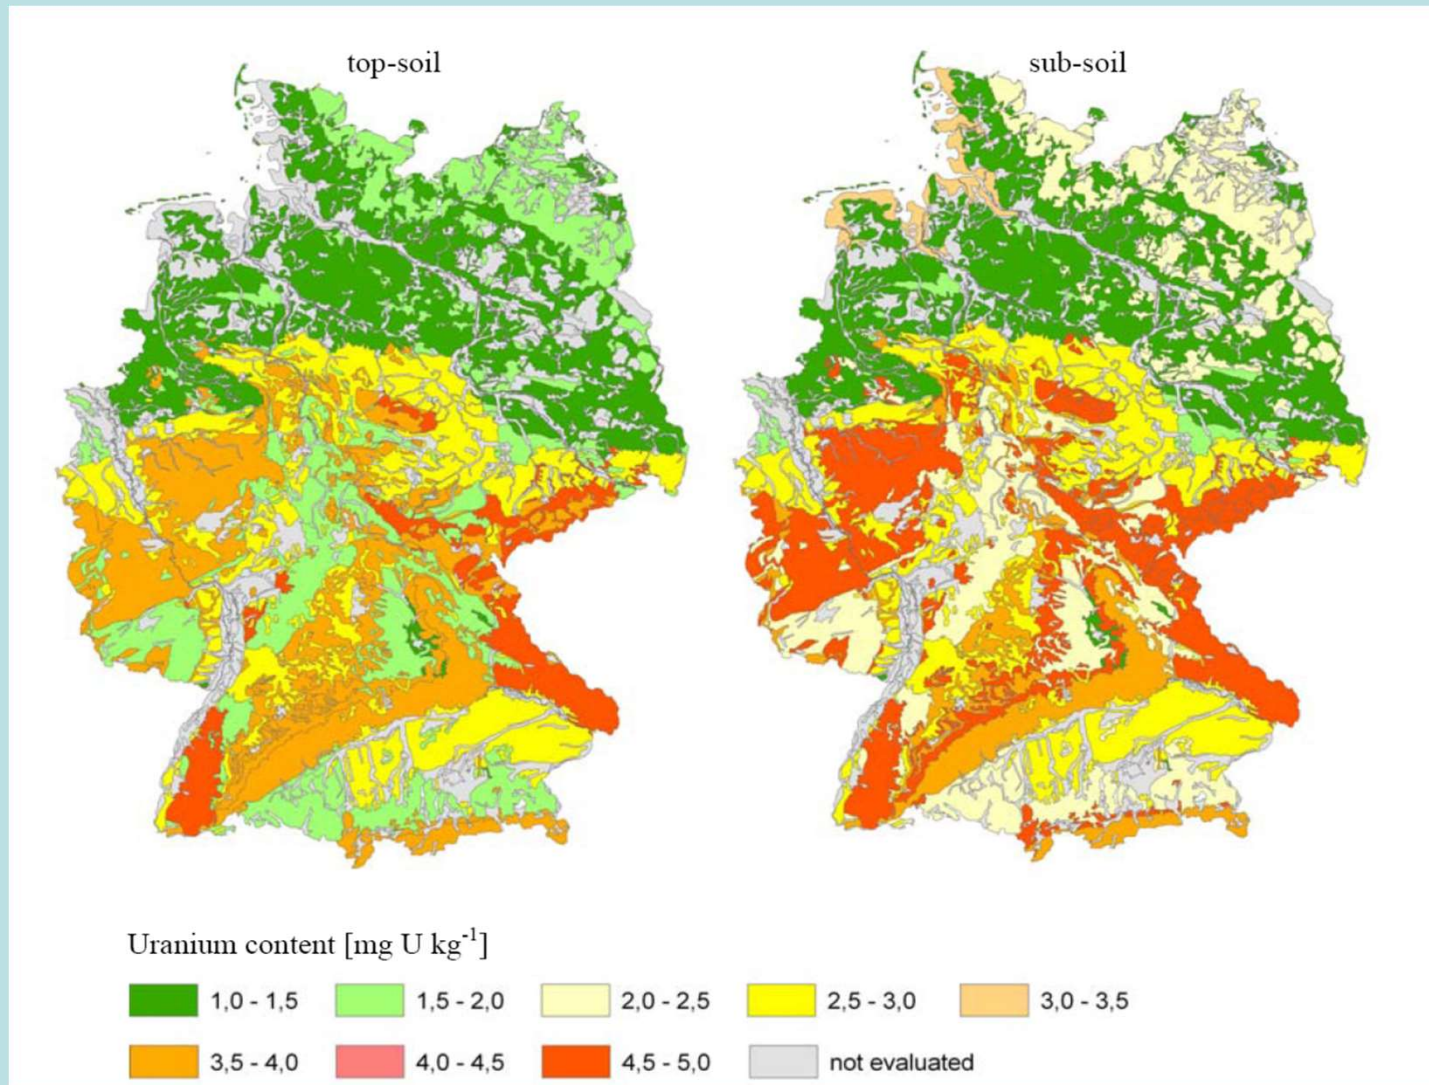 top-soil
sub-soil
Uranium content [mg U kg⁻¹]
1,0 - 1,5
1,5 - 2,0
2,0 - 2,5
2,5 - 3,0
3,0 - 3,5
3,5 - 4,0
4,0 - 4,5
4,5 - 5,0
not evaluated